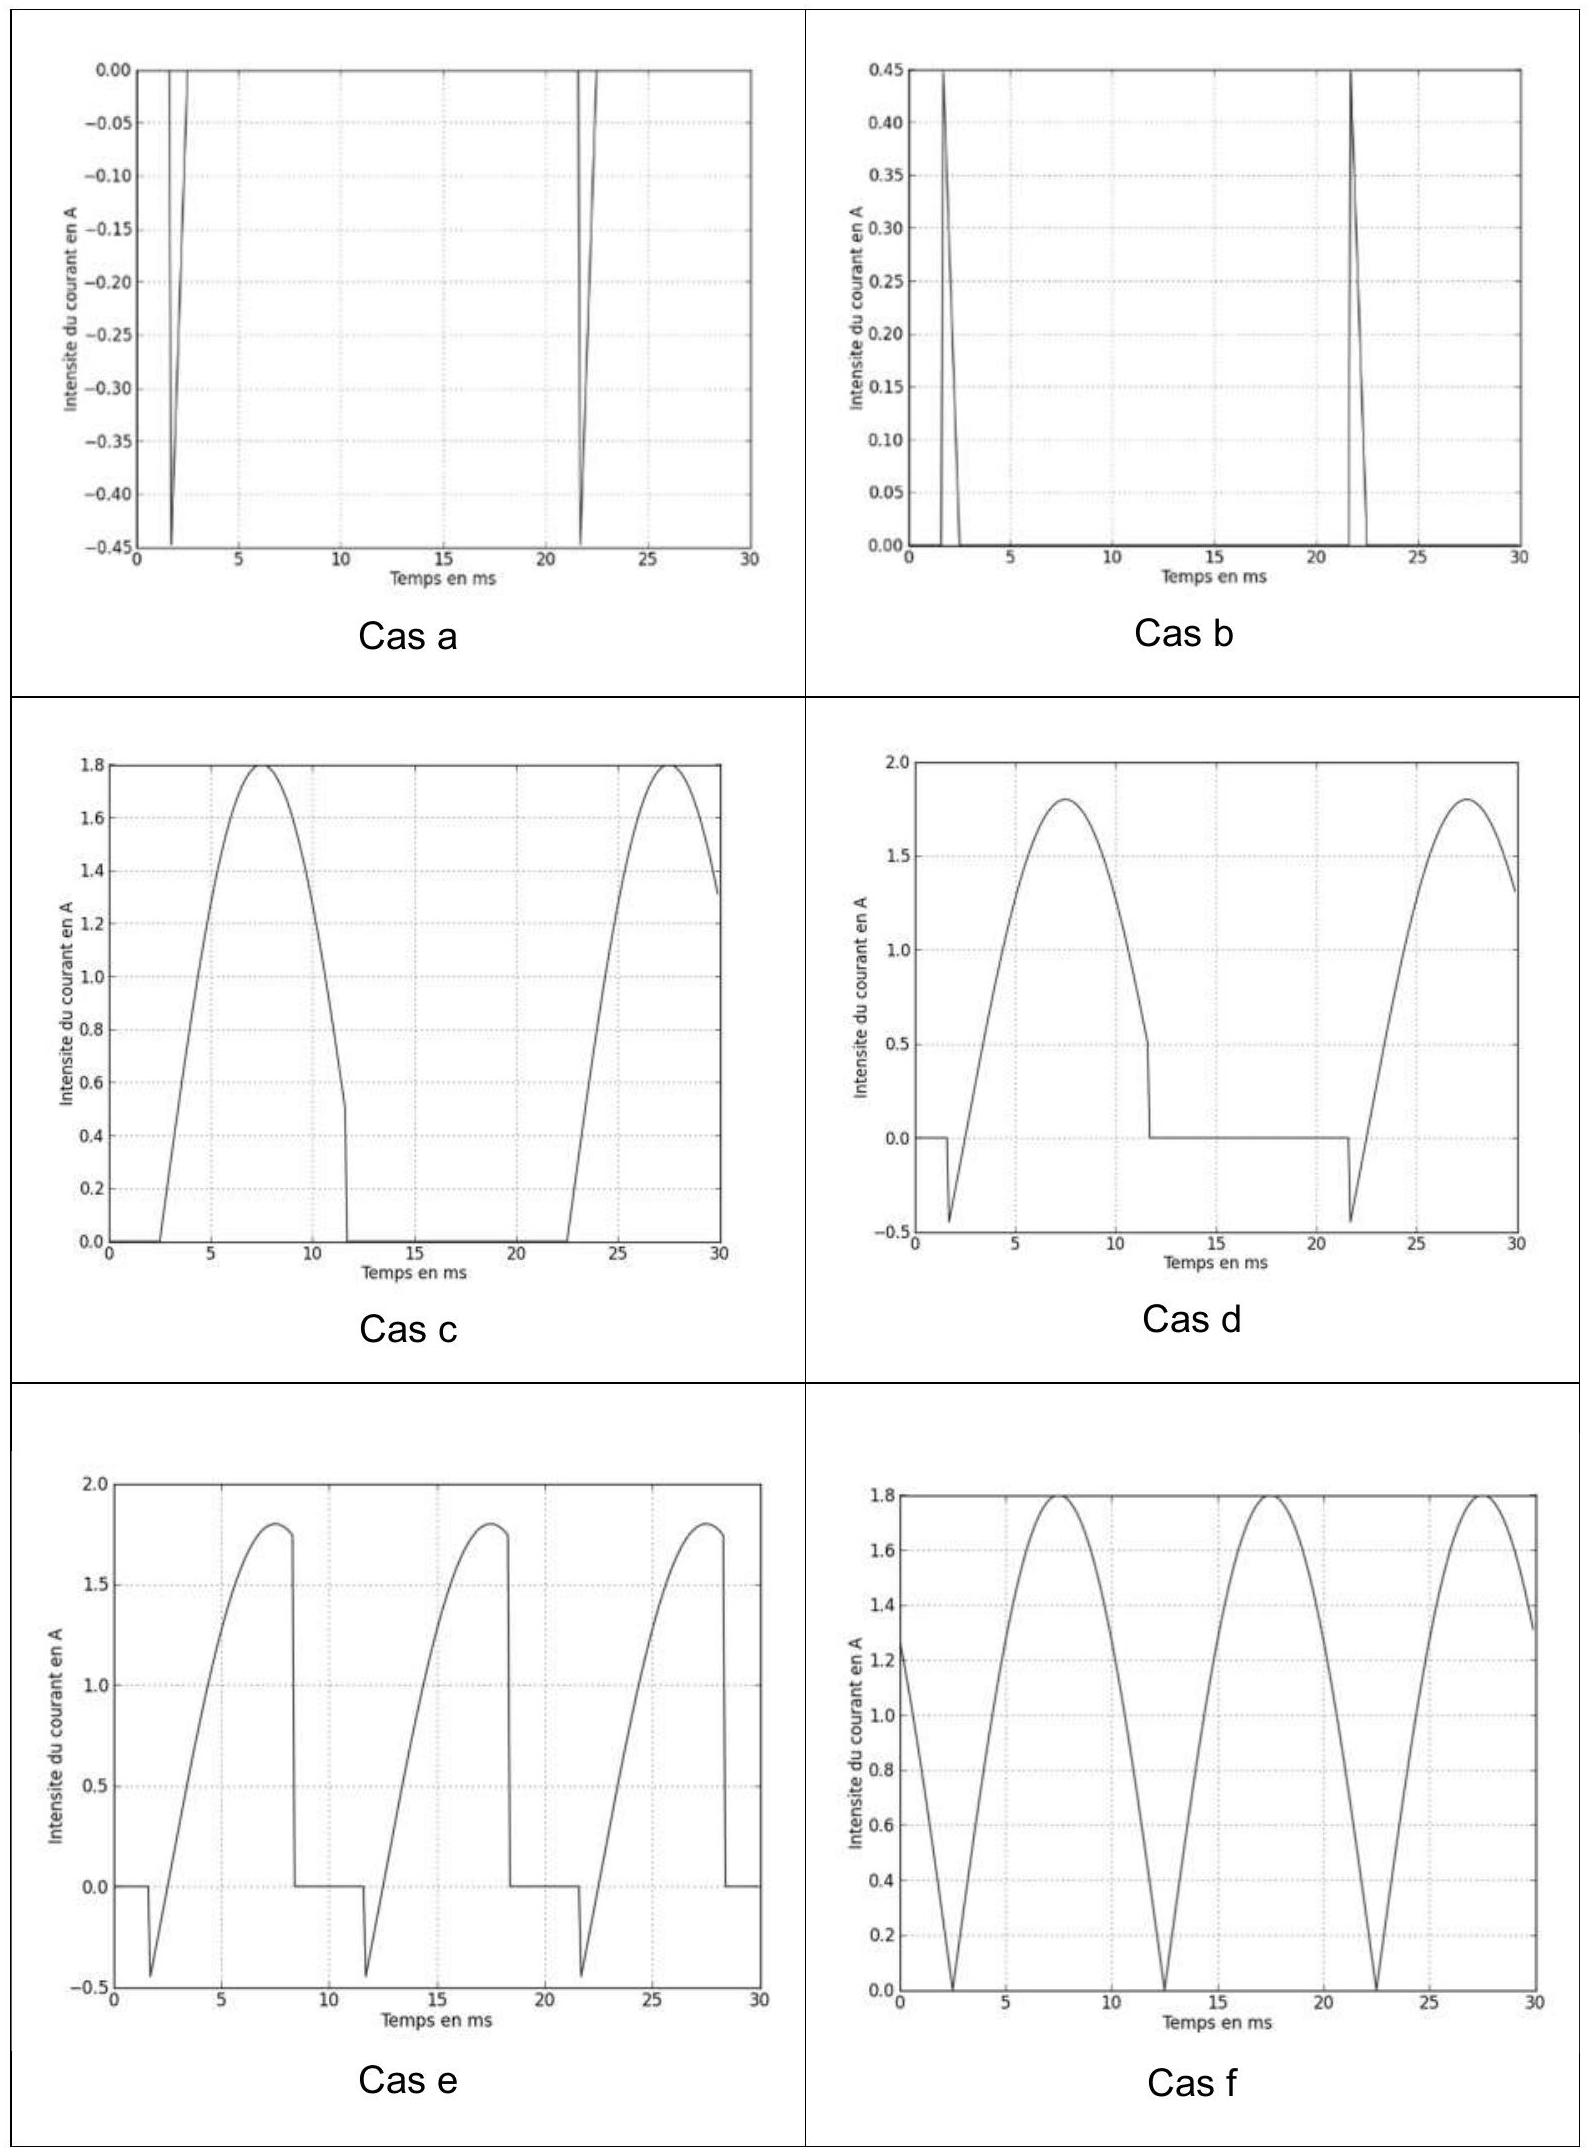 0.00
−0.05
−0.10
−0.15
−0.20
−0.25
−0.30
−0.35
−0.40
−0.45
Intensite du courant en A
0 5 10 15 20 25 30
Temps en ms
Cas a
0.45
0.40
0.35
0.30
0.25
0.20
0.15
0.10
0.05
0.00
Intensite du courant en A
0 5 10 15 20 25 30
Temps en ms
Cas b
1.8
1.6
1.4
1.2
1.0
0.8
0.6
0.4
0.2
0.0
Intensite du courant en A
0 5 10 15 20 25 30
Temps en ms
Cas c
2.0
1.5
1.0
0.5
0.0
−0.5
Intensite du courant en A
0 5 10 15 20 25 30
Temps en ms
Cas d
2.0
1.5
1.0
0.5
0.0
−0.5
Intensite du courant en A
0 5 10 15 20 25 30
Temps en ms
Cas e
1.8
1.6
1.4
1.2
1.0
0.8
0.6
0.4
0.2
0.0
Intensite du courant en A
0 5 10 15 20 25 30
Temps en ms
Cas f